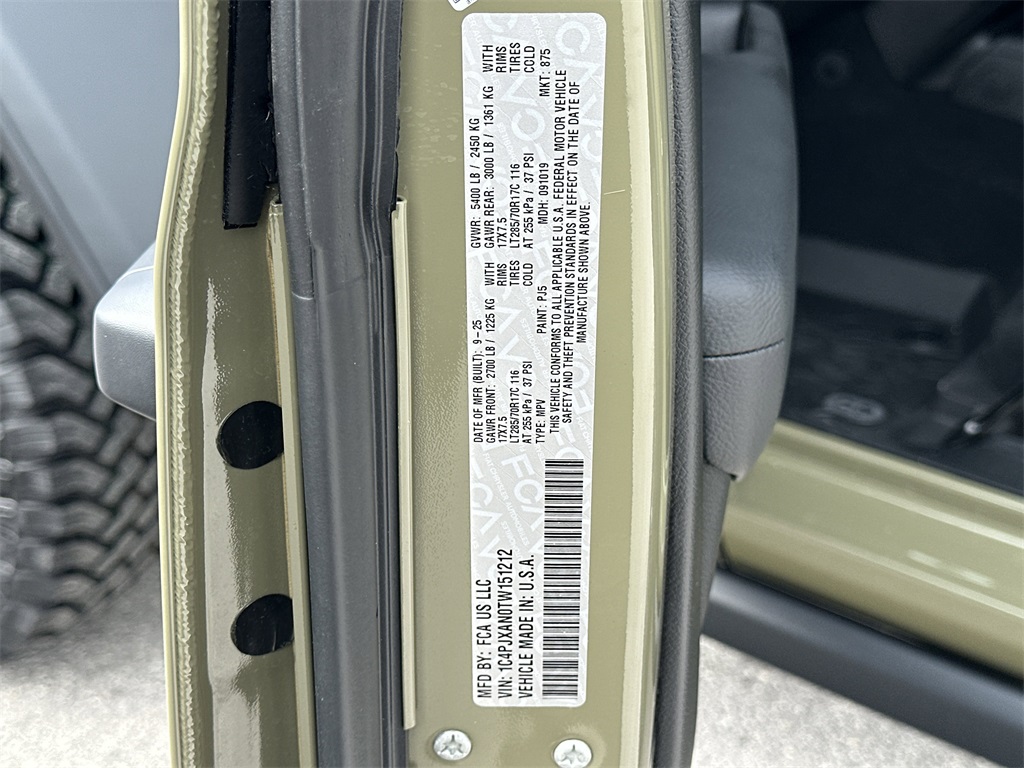 MFD BY: FCA US LLC
VIN: 1C4PJXAN0TW151212
VEHICLE MADE IN: U.S.A.
DATE OF MFR (BUILT): 9-25 GVWR: 5400 LB / 2450 KG
GAWR FRONT: 2700 LB / 1225 KG WITH GAWR REAR: 3000 LB / 1361 KG WITH
17X7.5 RIMS 17X7.5 RIMS
LT285/70R17C 116 TIRES LT285/70R17C 116 TIRES
AT 255 kPa / 37 PSI COLD AT 255 kPa / 37 PSI COLD
TYPE: MPV PAINT: PJ5 MDH: 091019 MKT: 875
THIS VEHICLE CONFORMS TO ALL APPLICABLE U.S.A. FEDERAL MOTOR VEHICLE
SAFETY AND THEFT PREVENTION STANDARDS IN EFFECT ON THE DATE OF
MANUFACTURE SHOWN ABOVE.